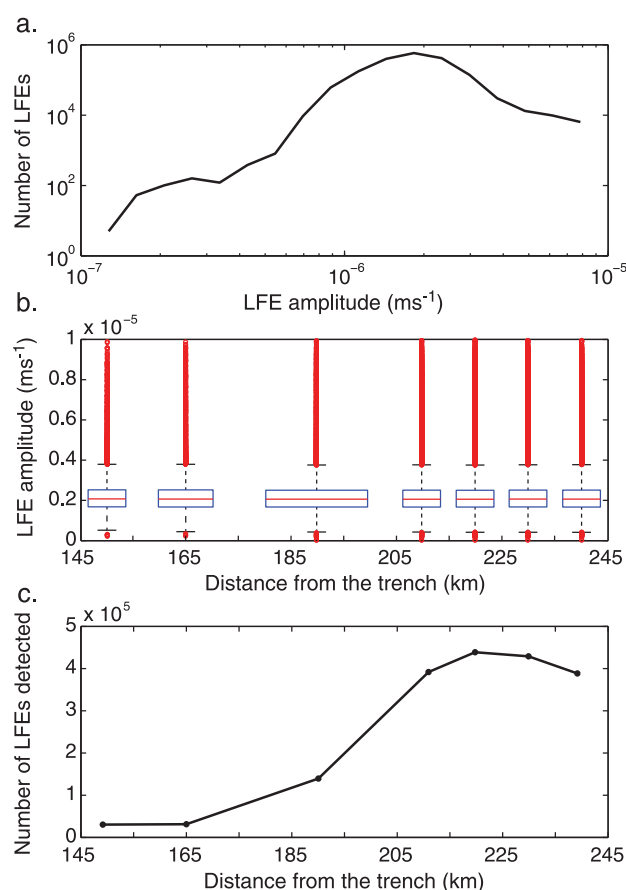 a.
Number of LFEs
10^6
10^4
10^2
10^0
10^-7
10^-6
10^-5
LFE amplitude (ms^-1)
b.
x 10^-5
LFE amplitude (ms^-1)
1
0.8
0.6
0.4
0.2
0
145
165
185
205
225
245
Distance from the trench (km)
c.
x 10^5
Number of LFEs detected
5
4
3
2
1
0
145
165
185
205
225
245
Distance from the trench (km)